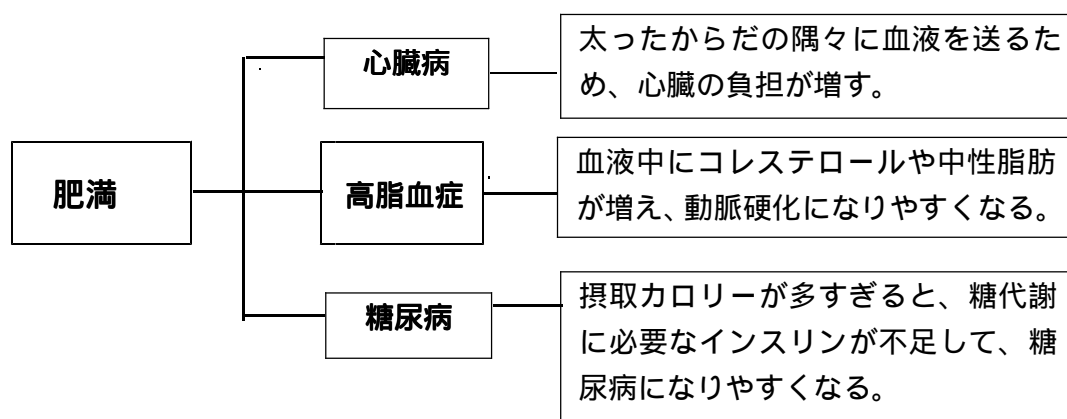 肥満
心臓病
太ったからだの隅々に血液を送るた
め、心臓の負担が増す。
高脂血症
血液中にコレステロールや中性脂肪
が増え、動脈硬化になりやすくなる。
糖尿病
摂取カロリーが多すぎると、糖代謝
に必要なインスリンが不足して、糖
尿病になりやすくなる。